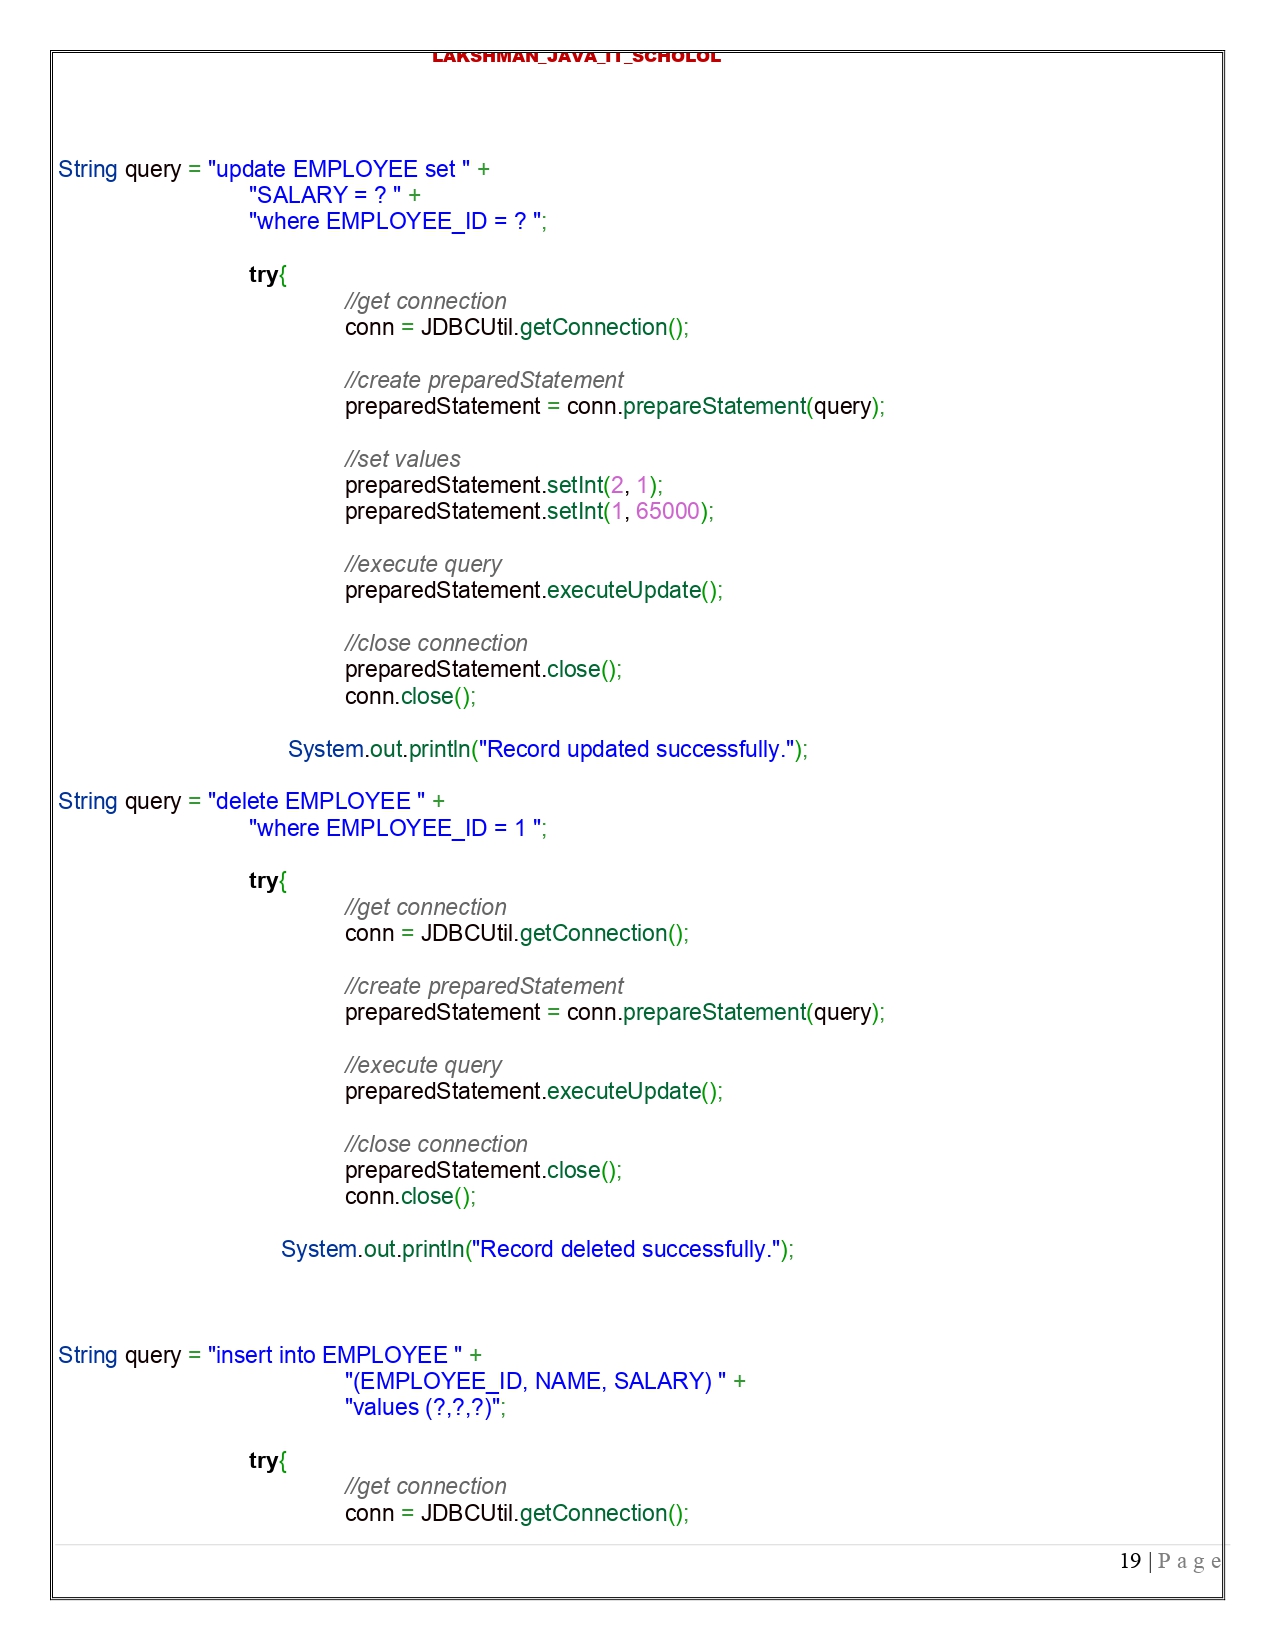 LAKSHMAN_JAVA_IT_SCHOLOL
String query = "update EMPLOYEE set " +
"SALARY = ? " +
"where EMPLOYEE_ID = ? ";
try{
//get connection
conn = JDBCUtil.getConnection();
//create preparedStatement
preparedStatement = conn.prepareStatement(query);
//set values
preparedStatement.setInt(2, 1);
preparedStatement.setInt(1, 65000);
//execute query
preparedStatement.executeUpdate();
//close connection
preparedStatement.close();
conn.close();
System.out.println("Record updated successfully.");
String query = "delete EMPLOYEE " +
"where EMPLOYEE_ID = 1 ";
try{
//get connection
conn = JDBCUtil.getConnection();
//create preparedStatement
preparedStatement = conn.prepareStatement(query);
//execute query
preparedStatement.executeUpdate();
//close connection
preparedStatement.close();
conn.close();
System.out.println("Record deleted successfully.");
String query = "insert into EMPLOYEE " +
"(EMPLOYEE_ID, NAME, SALARY) " +
"values (?,?,?)";
try{
//get connection
conn = JDBCUtil.getConnection();
19 | P a g e